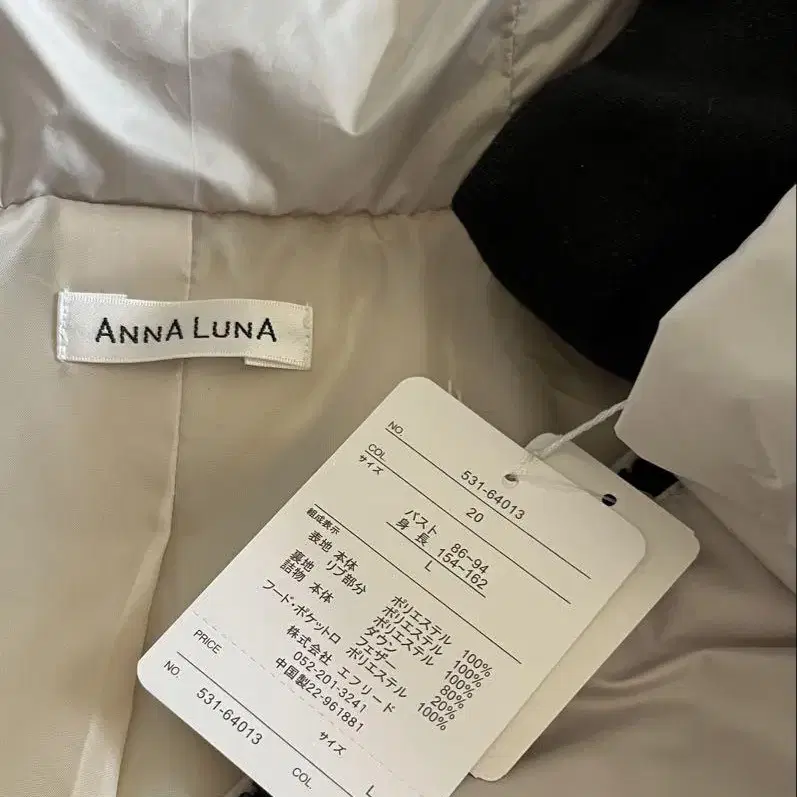 ANNA LUNA
NO.
531-64013
COL
20
サイズ
バスト 86~94
身長 154~162
L
組成表示
表地 本体 ポリエステル 100%
リブ部分 ポリエステル 100%
裏地 ポリエステル 100%
詰物 本体 ダウン 80%
フェザー 20%
フード・ポケット口 ポリエステル 100%
株式会社 エフリード
052-201-3241
中国製22-961881
PRICE
NO.
531-64013
サイズ
COL
L